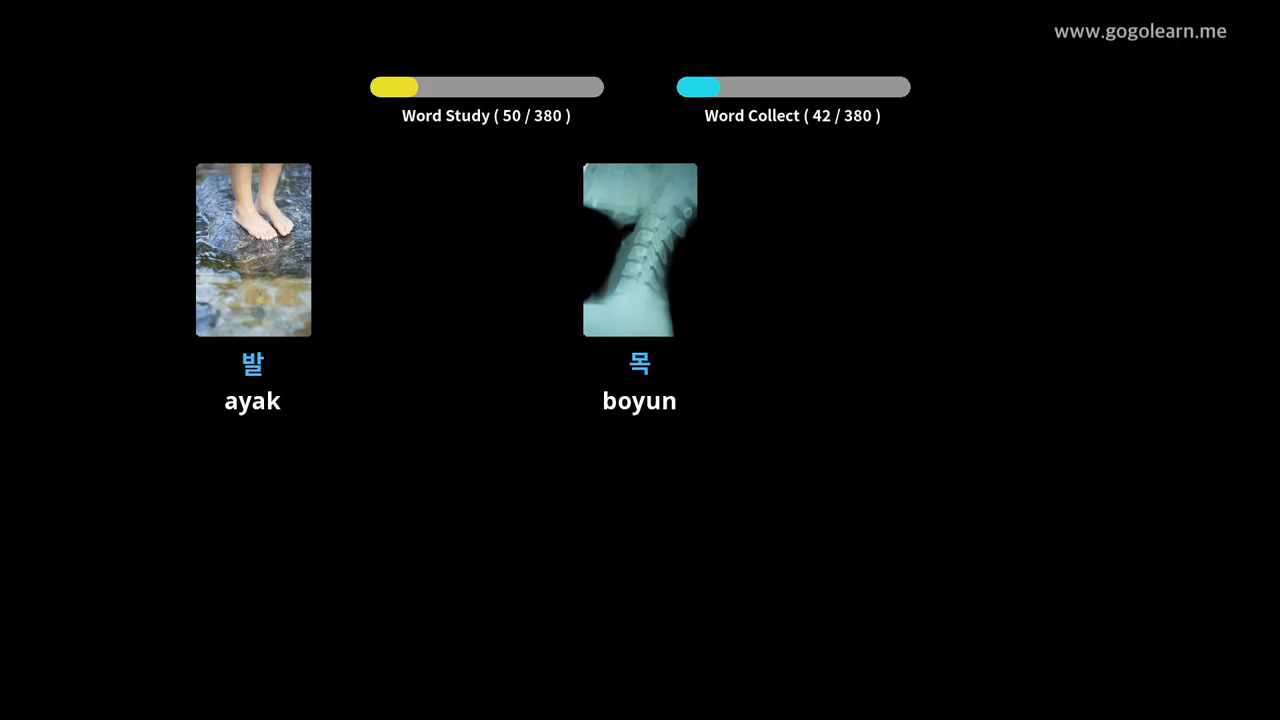 www.gogolearn.me
Word Study ( 50 / 380 )
Word Collect ( 42 / 380 )
발
ayak
목
boyun